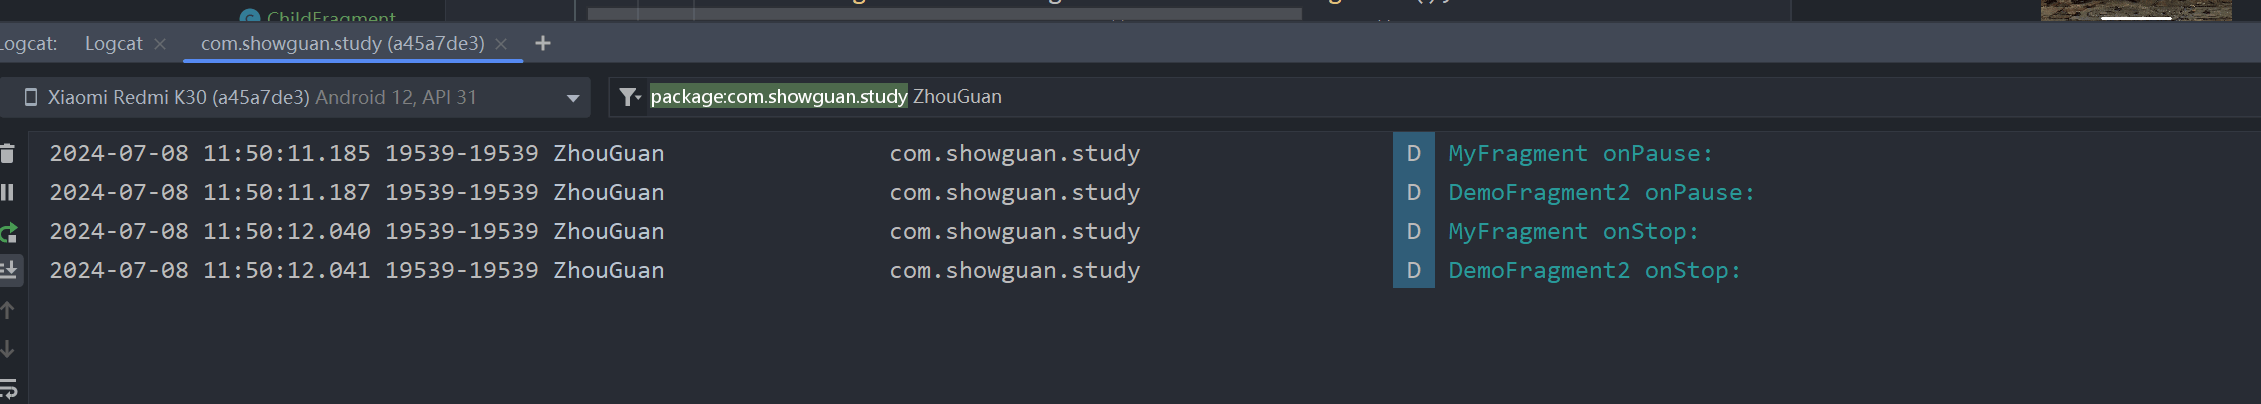 ChildFragment
Logcat: Logcat com.showguan.study (a45a7de3)
Xiaomi Redmi K30 (a45a7de3) Android 12, API 31 package:com.showguan.study ZhouGuan
2024-07-08 11:50:11.185 19539-19539 ZhouGuan com.showguan.study D MyFragment onPause:
2024-07-08 11:50:11.187 19539-19539 ZhouGuan com.showguan.study D DemoFragment2 onPause:
2024-07-08 11:50:12.040 19539-19539 ZhouGuan com.showguan.study D MyFragment onStop:
2024-07-08 11:50:12.041 19539-19539 ZhouGuan com.showguan.study D DemoFragment2 onStop: